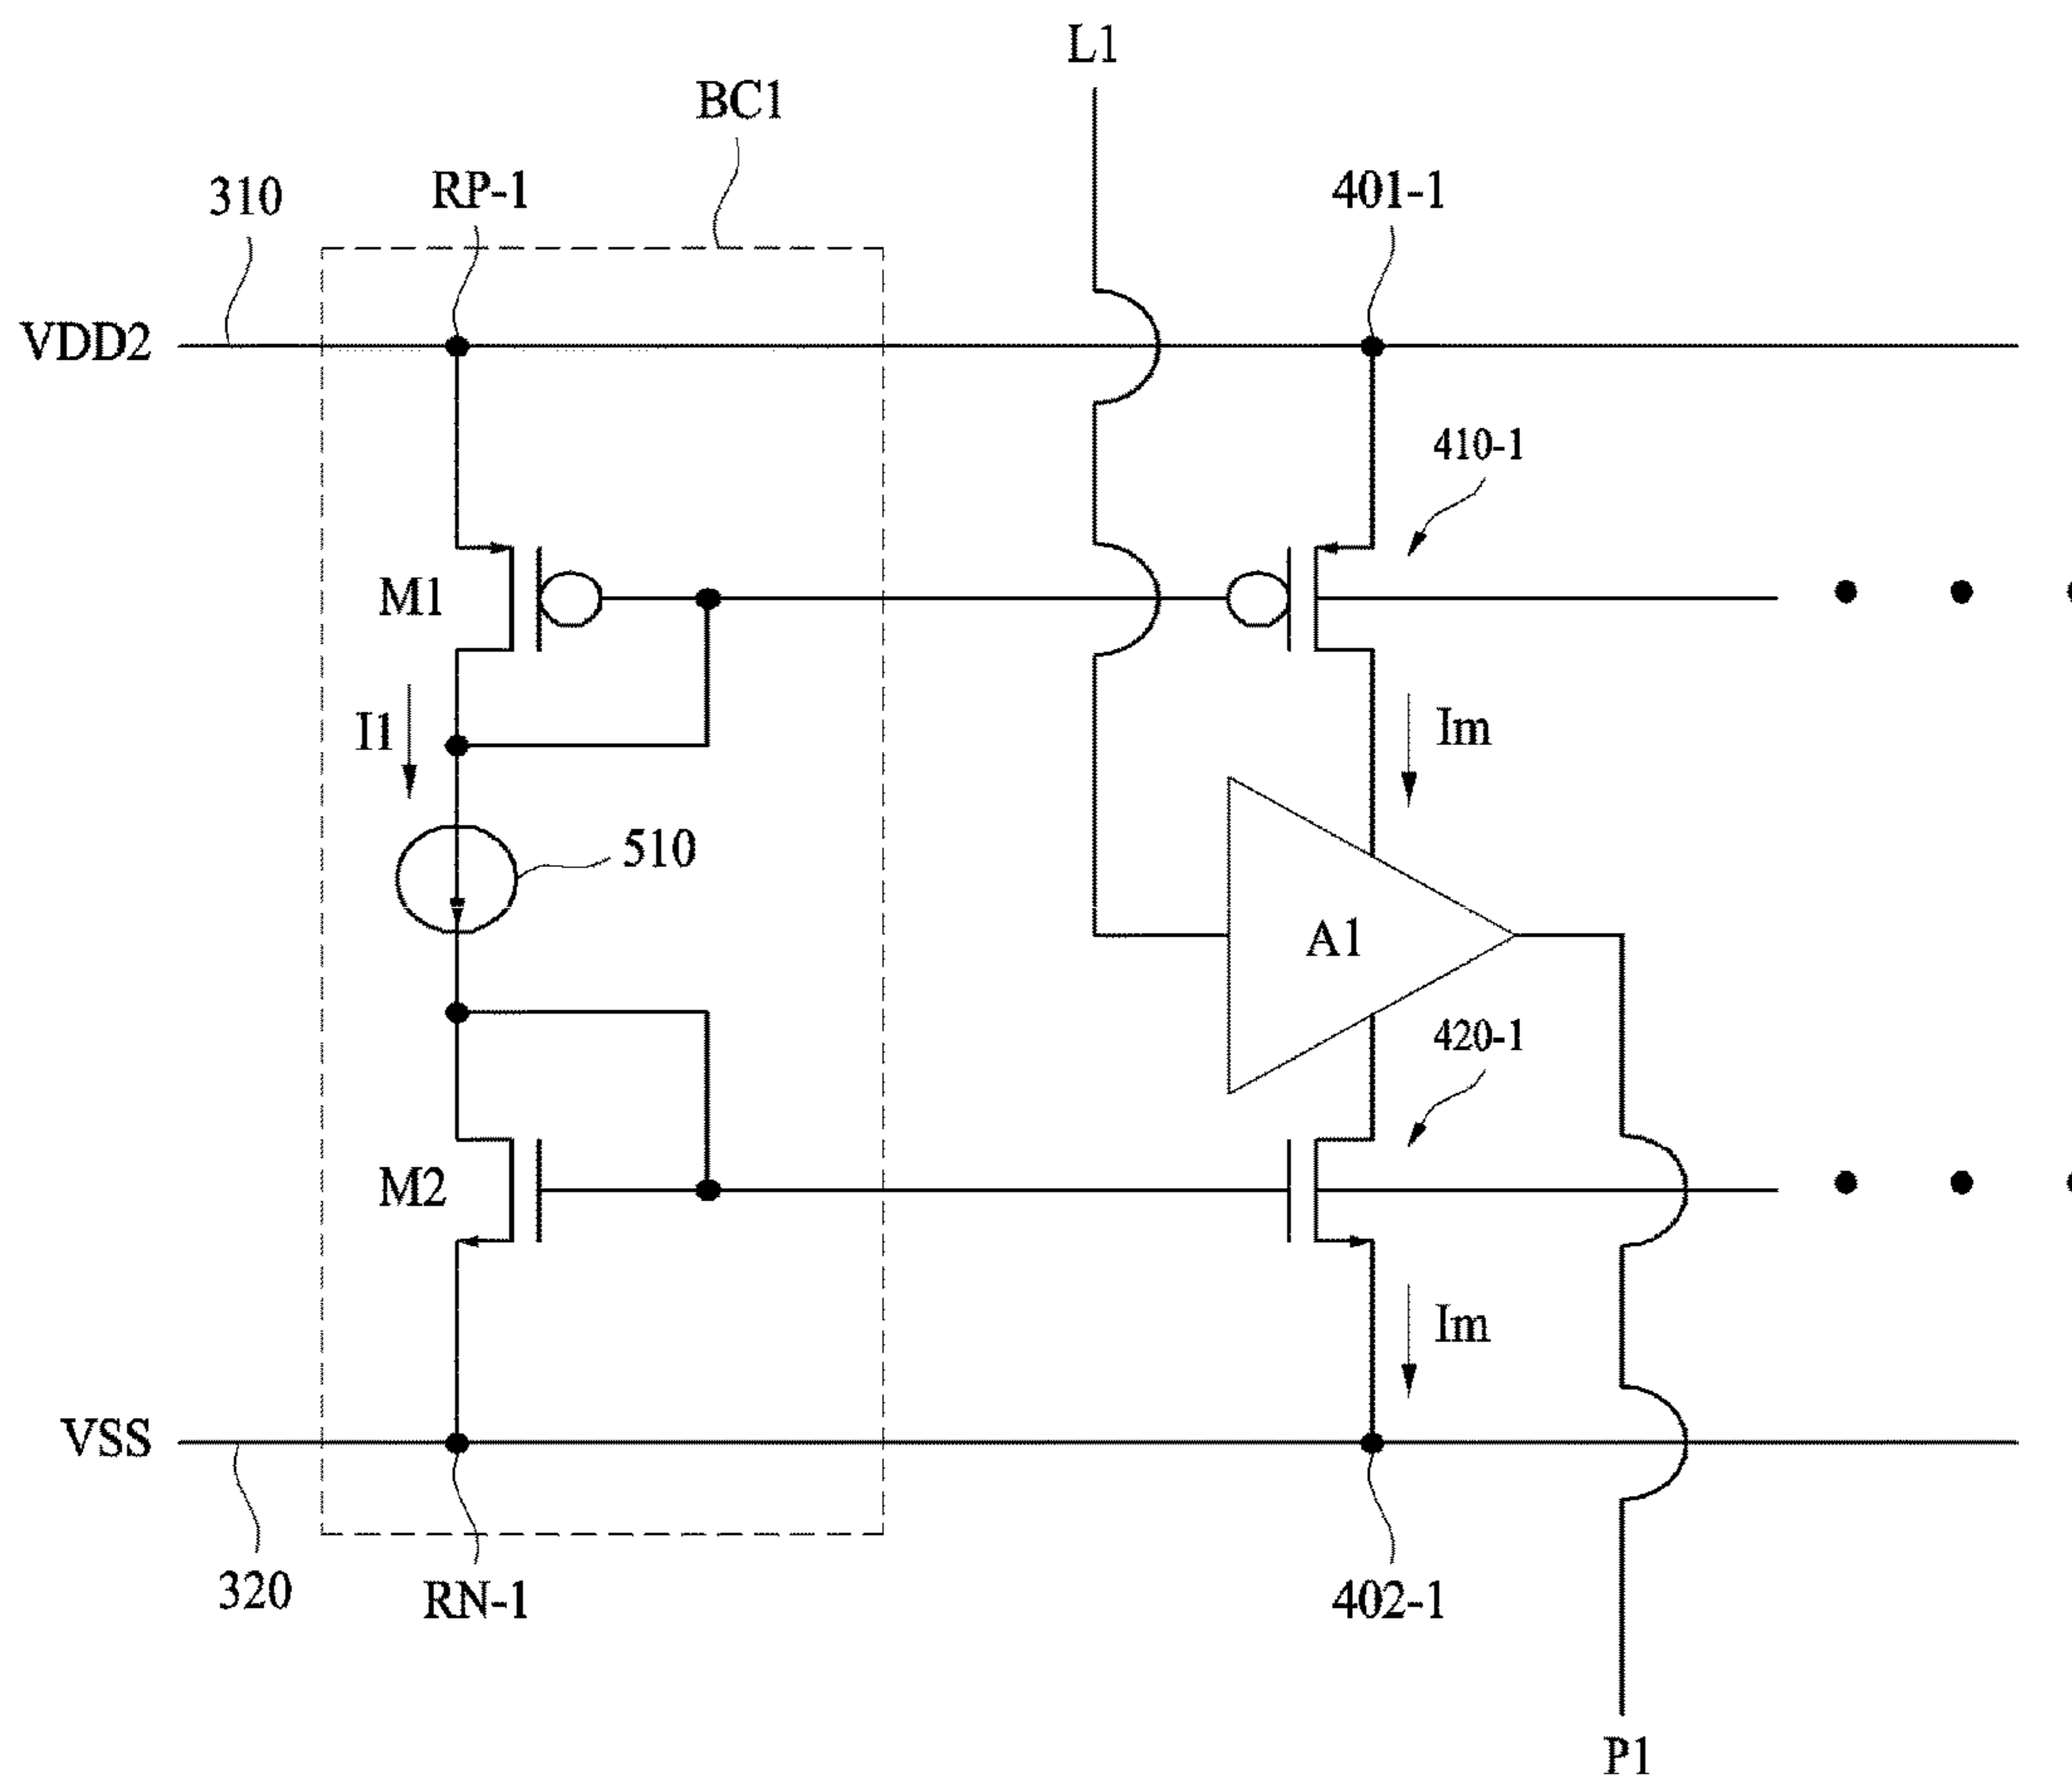 L1
BC1
310
RP-1
401-1
VDD2
410-1
M1
I1
Im
510
A1
420-1
M2
Im
VSS
320
RN-1
402-1
P1